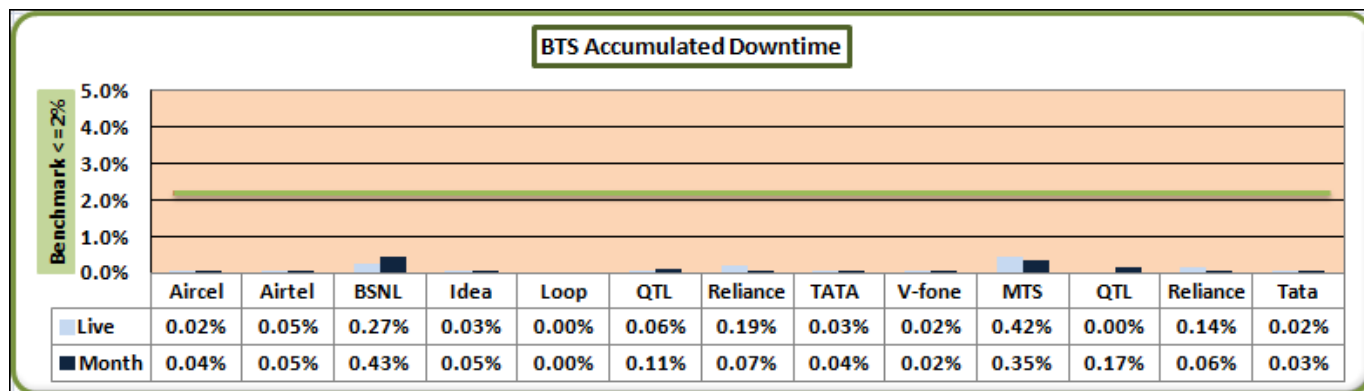 BTS Accumulated Downtime
Benchmark <=2%
5.0%
4.0%
3.0%
2.0%
1.0%
0.0%
Aircel Airtel BSNL Idea Loop QTL Reliance TATA V-fone MTS QTL Reliance Tata
Live 0.02% 0.05% 0.27% 0.03% 0.00% 0.06% 0.19% 0.03% 0.02% 0.42% 0.00% 0.14% 0.02%
Month 0.04% 0.05% 0.43% 0.05% 0.00% 0.11% 0.07% 0.04% 0.02% 0.35% 0.17% 0.06% 0.03%